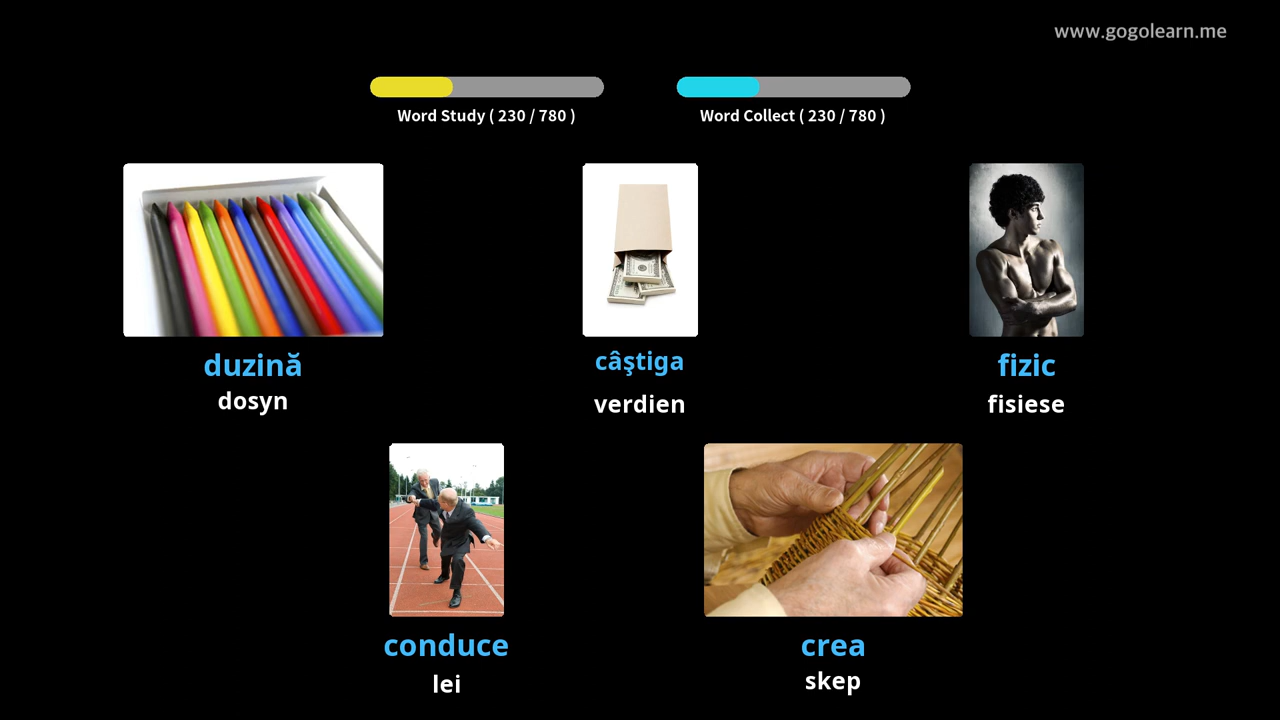 www.gogolearn.me
Word Study ( 230 / 780 )
Word Collect ( 230 / 780 )
duzină
dosyn
câştiga
verdien
fizic
fisiese
conduce
lei
crea
skep